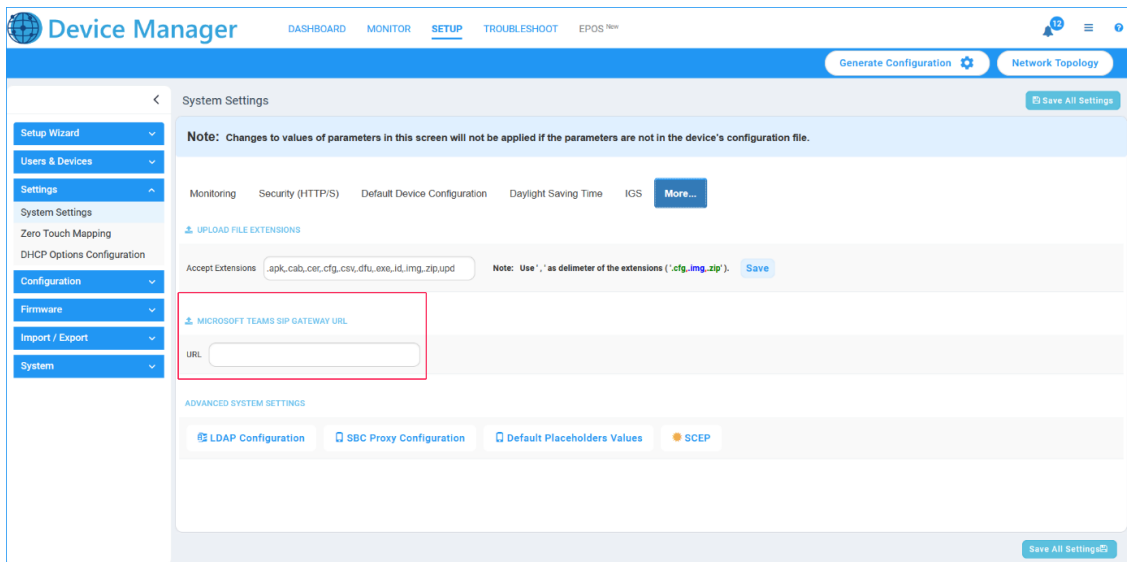 Device Manager
DASHBOARD MONITOR SETUP TROUBLESHOOT EPOS New
12
Generate Configuration Network Topology
System Settings
Save All Settings
Setup Wizard
Users & Devices
Settings
System Settings
Zero Touch Mapping
DHCP Options Configuration
Configuration
Firmware
Import / Export
System
Note: Changes to values of parameters in this screen will not be applied if the parameters are not in the device's configuration file.
Monitoring Security (HTTP/S) Default Device Configuration Daylight Saving Time IGS More...
UPLOAD FILE EXTENSIONS
Accept Extensions .apk,.cab,.cer,.cfg,.csv,.dfu,.exe,.id,.img,.zip,upd Note: Use ',' as delimeter of the extensions ('.cfg,.img,.zip'). Save
MICROSOFT TEAMS SIP GATEWAY URL
URL
ADVANCED SYSTEM SETTINGS
LDAP Configuration SBC Proxy Configuration Default Placeholders Values SCEP
Save All Settings